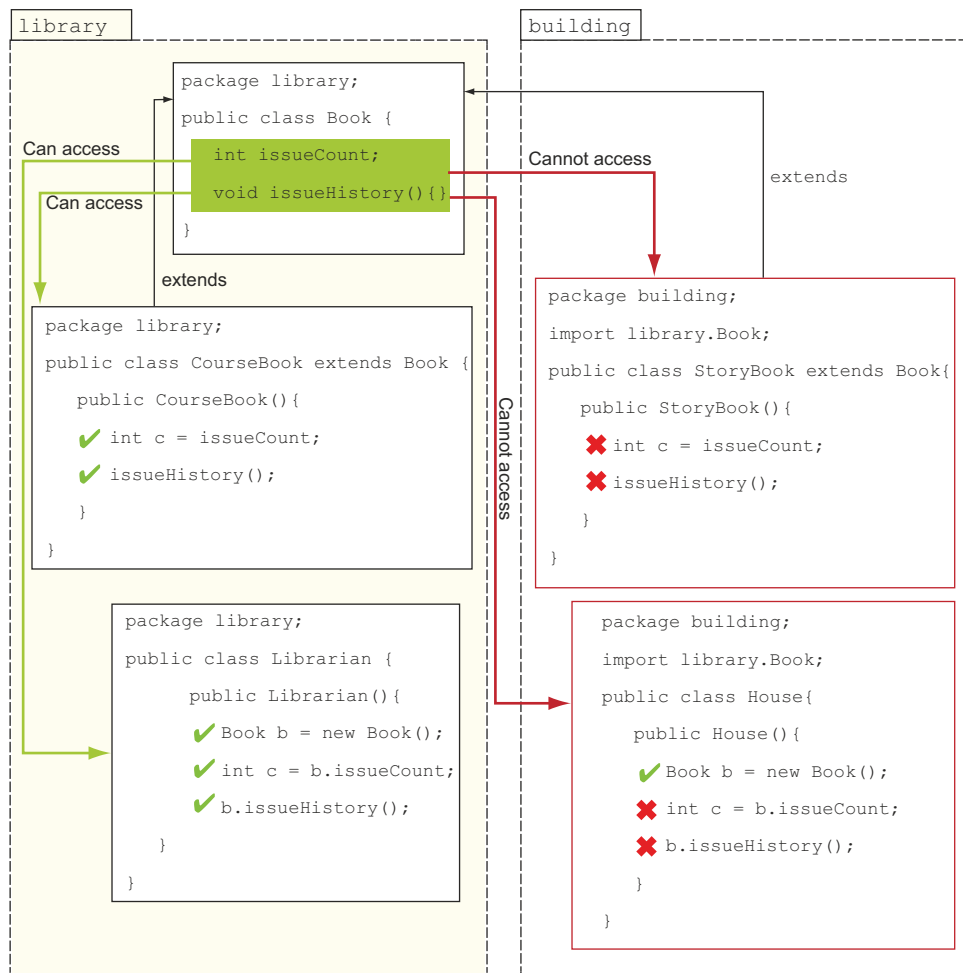 library
package library;
public class Book {
int issueCount;
void issueHistory(){}
}
Can access
Can access
extends
package library;
public class CourseBook extends Book {
public CourseBook(){
int c = issueCount;
issueHistory();
}
}
package library;
public class Librarian {
public Librarian(){
Book b = new Book();
int c = b.issueCount;
b.issueHistory();
}
}
building
Cannot access
extends
Cannot access
package building;
import library.Book;
public class StoryBook extends Book{
public StoryBook(){
int c = issueCount;
issueHistory();
}
}
package building;
import library.Book;
public class House{
public House(){
Book b = new Book();
int c = b.issueCount;
b.issueHistory();
}
}